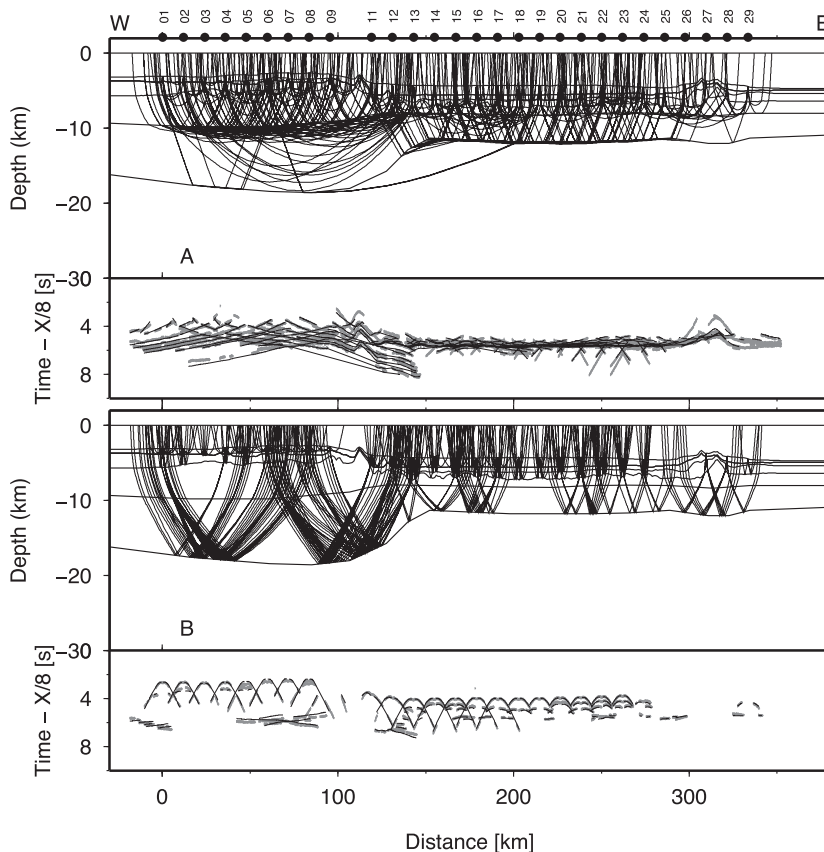 W E
01 02 03 04 05 06 07 08 09 11 12 13 14 15 16 17 18 19 20 21 22 23 24 25 26 27 28 29
0
−10
−20
−30
Depth (km)
A
0
4
8
Time − X/8 [s]
0
−10
−20
−30
Depth (km)
B
0
4
8
Time − X/8 [s]
0 100 200 300
Distance [km]